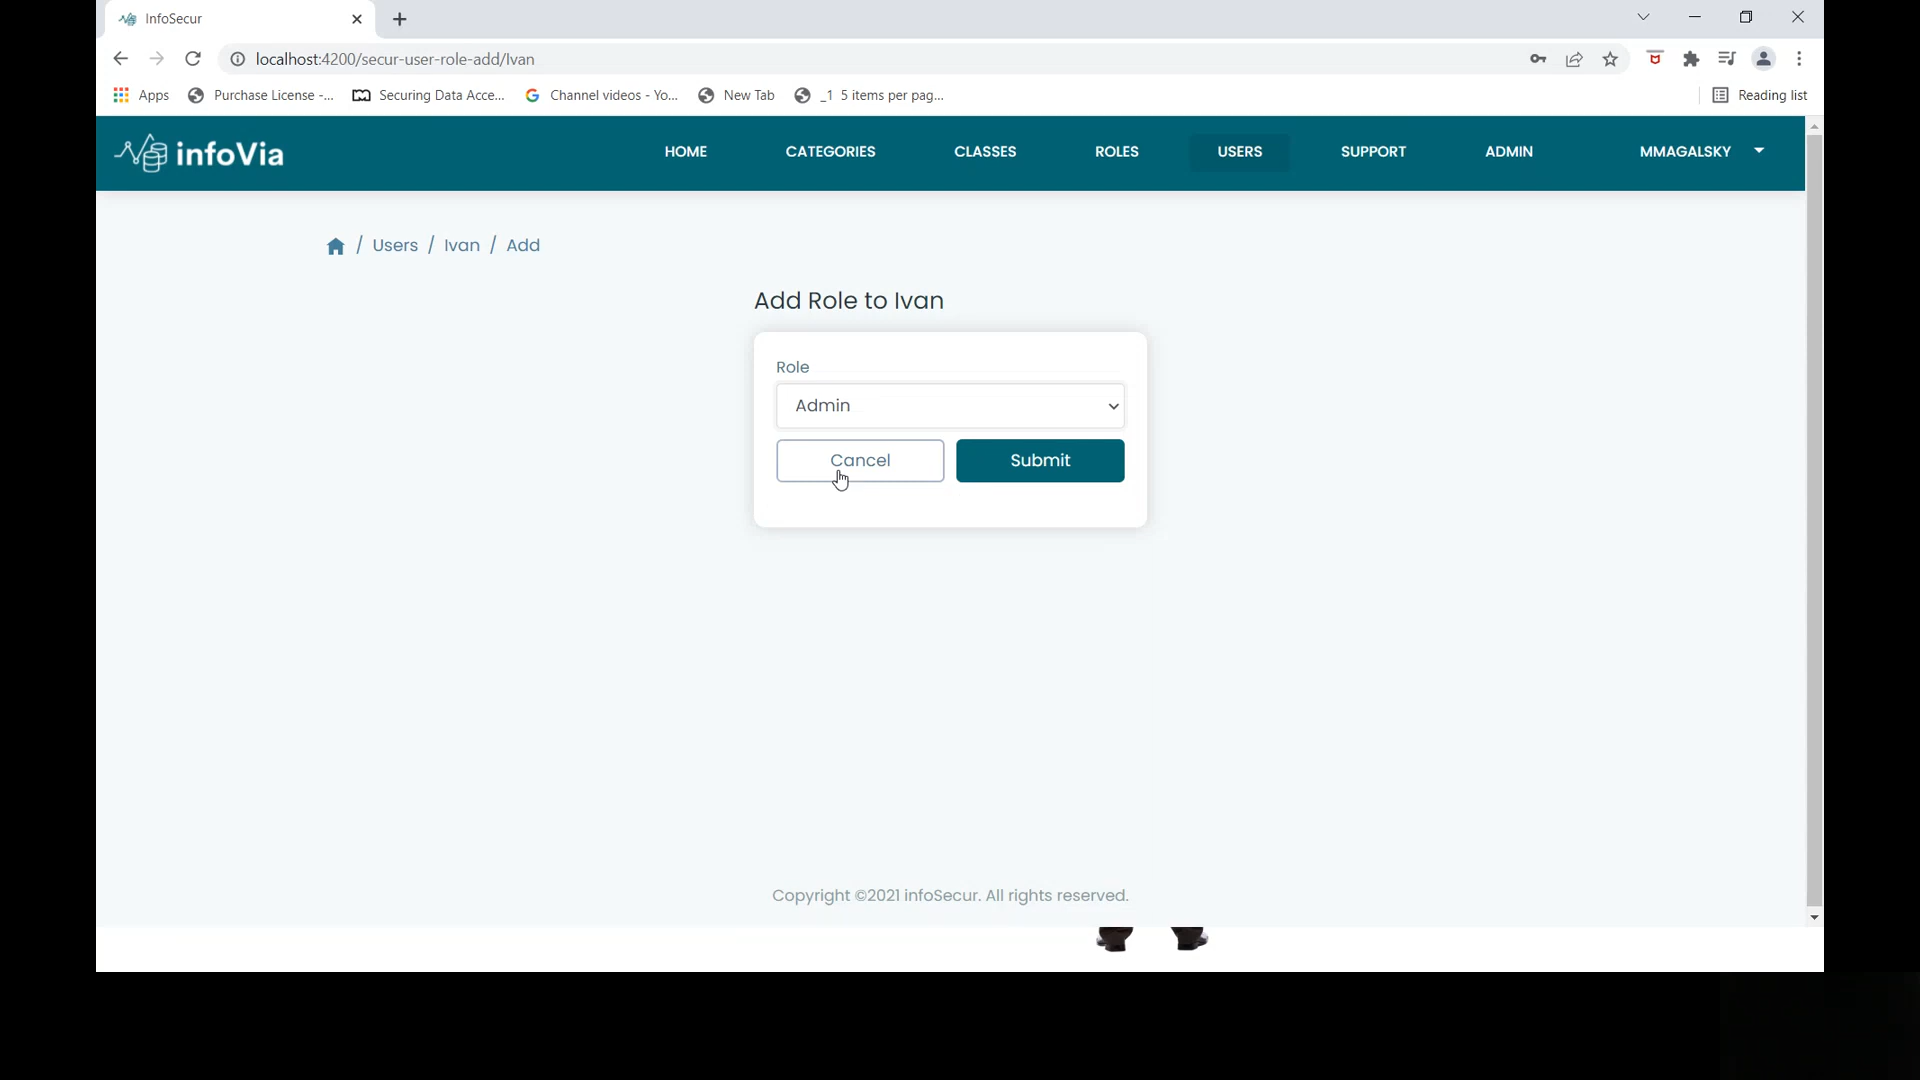 InfoSecur
localhost:4200/secur-user-role-add/Ivan
Apps Purchase License -... Securing Data Acce... Channel videos - Yo... New Tab _1 5 items per pag... Reading list
infoVia HOME CATEGORIES CLASSES ROLES USERS SUPPORT ADMIN MMAGALSKY
/ Users / Ivan / Add
Add Role to Ivan
Role
Admin
Cancel Submit
Copyright ©2021 infoSecur. All rights reserved.